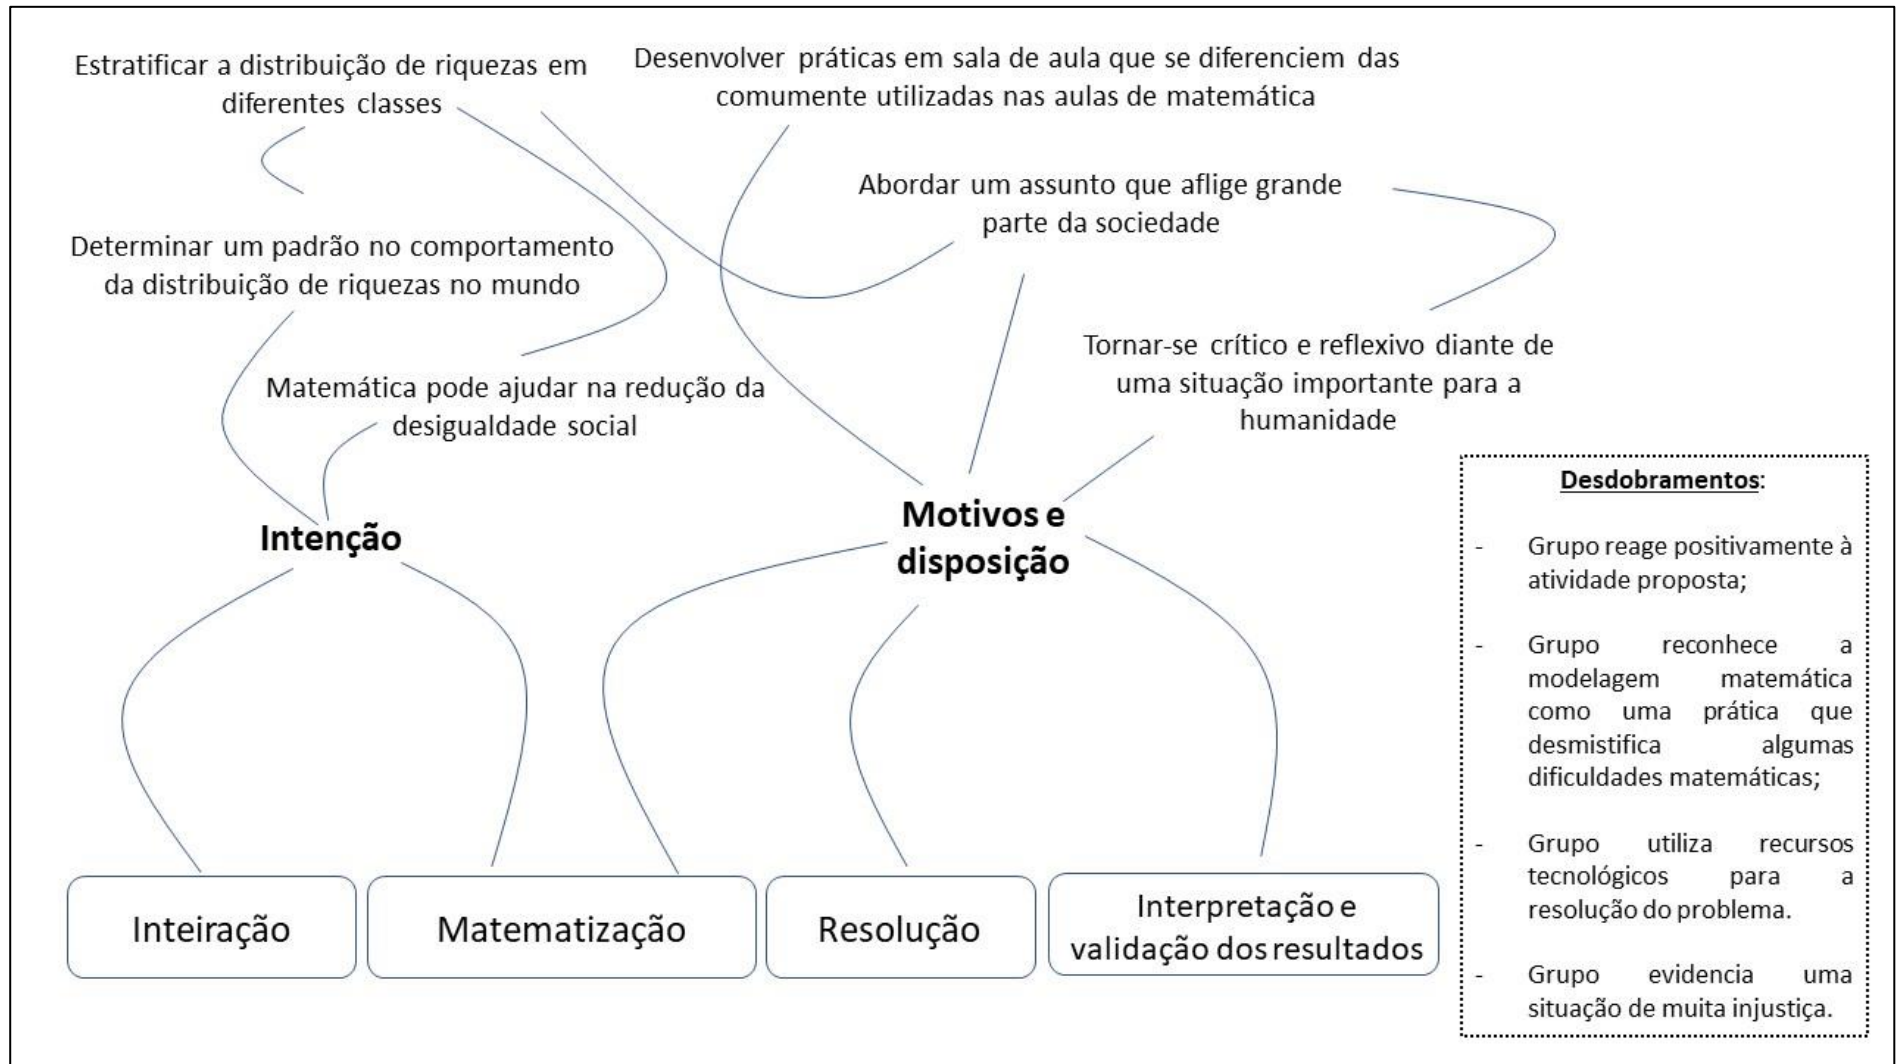 Estratificar a distribuição de riquezas em
diferentes classes
Desenvolver práticas em sala de aula que se diferenciem das
comumente utilizadas nas aulas de matemática
Abordar um assunto que aflige grande
parte da sociedade
Determinar um padrão no comportamento
da distribuição de riquezas no mundo
Tornar-se crítico e reflexivo diante de
uma situação importante para a
humanidade
Matemática pode ajudar na redução da
desigualdade social
Intenção
Motivos e
disposição
Inteiração
Matematização
Resolução
Interpretação e
validação dos resultados
Desdobramentos:
- Grupo reage positivamente à
atividade proposta;
- Grupo reconhece a
modelagem matemática
como uma prática que
desmistifica algumas
dificuldades matemáticas;
- Grupo utiliza recursos
tecnológicos para a
resolução do problema.
- Grupo evidencia uma
situação de muita injustiça.